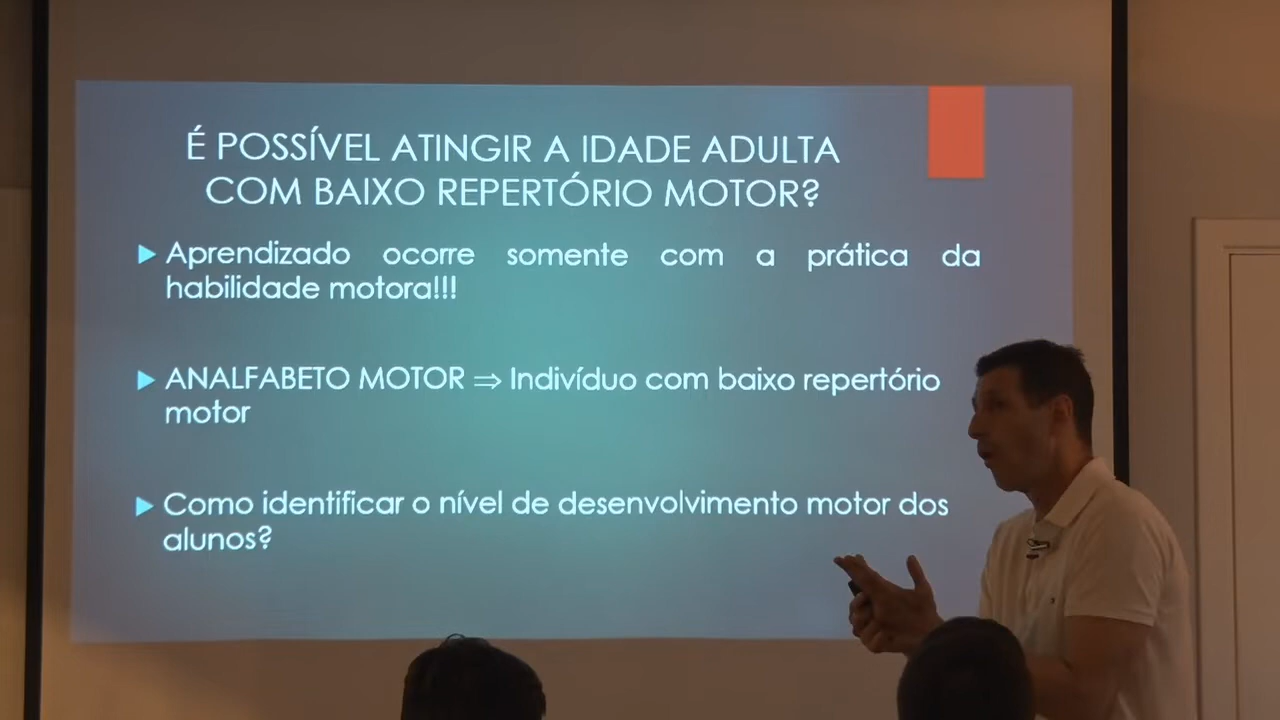 É POSSÍVEL ATINGIR A IDADE ADULTA
COM BAIXO REPERTÓRIO MOTOR?
Aprendizado ocorre somente com a prática da
habilidade motora!!!
ANALFABETO MOTOR ⇒ Indivíduo com baixo repertório
motor
Como identificar o nível de desenvolvimento motor dos
alunos?